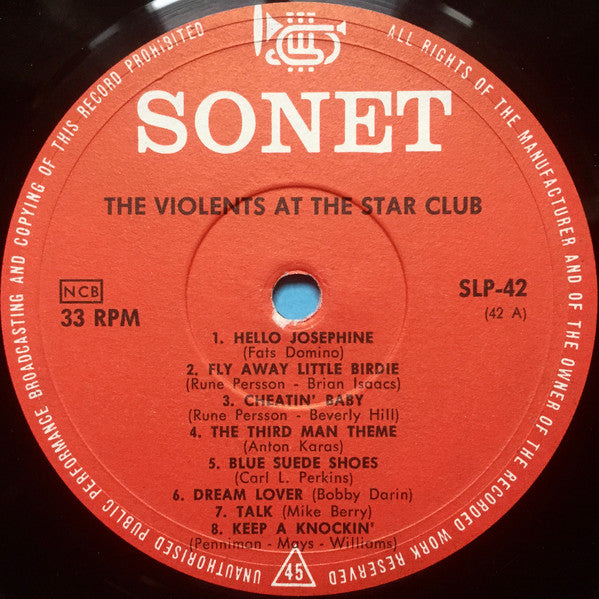 SONET
THE VIOLENTS AT THE STAR CLUB
NCB
33 RPM
SLP-42
(42 A)
1. HELLO JOSEPHINE
(Fats Domino)
2. FLY AWAY LITTLE BIRDIE
(Rune Persson - Brian Isaacs)
3. CHEATIN' BABY
(Rune Persson - Beverly Hill)
4. THE THIRD MAN THEME
(Anton Karas)
5. BLUE SUEDE SHOES
(Carl L. Perkins)
6. DREAM LOVER (Bobby Darin)
7. TALK (Mike Berry)
8. KEEP A KNOCKIN'
(Penniman - Mays - Williams)
45
ALL RIGHTS OF THE MANUFACTURER AND OF THE OWNER OF THE RECORDED WORK RESERVED
UNAUTHORISED PUBLIC PERFORMANCE BROADCASTING AND COPYING OF THIS RECORD PROHIBITED